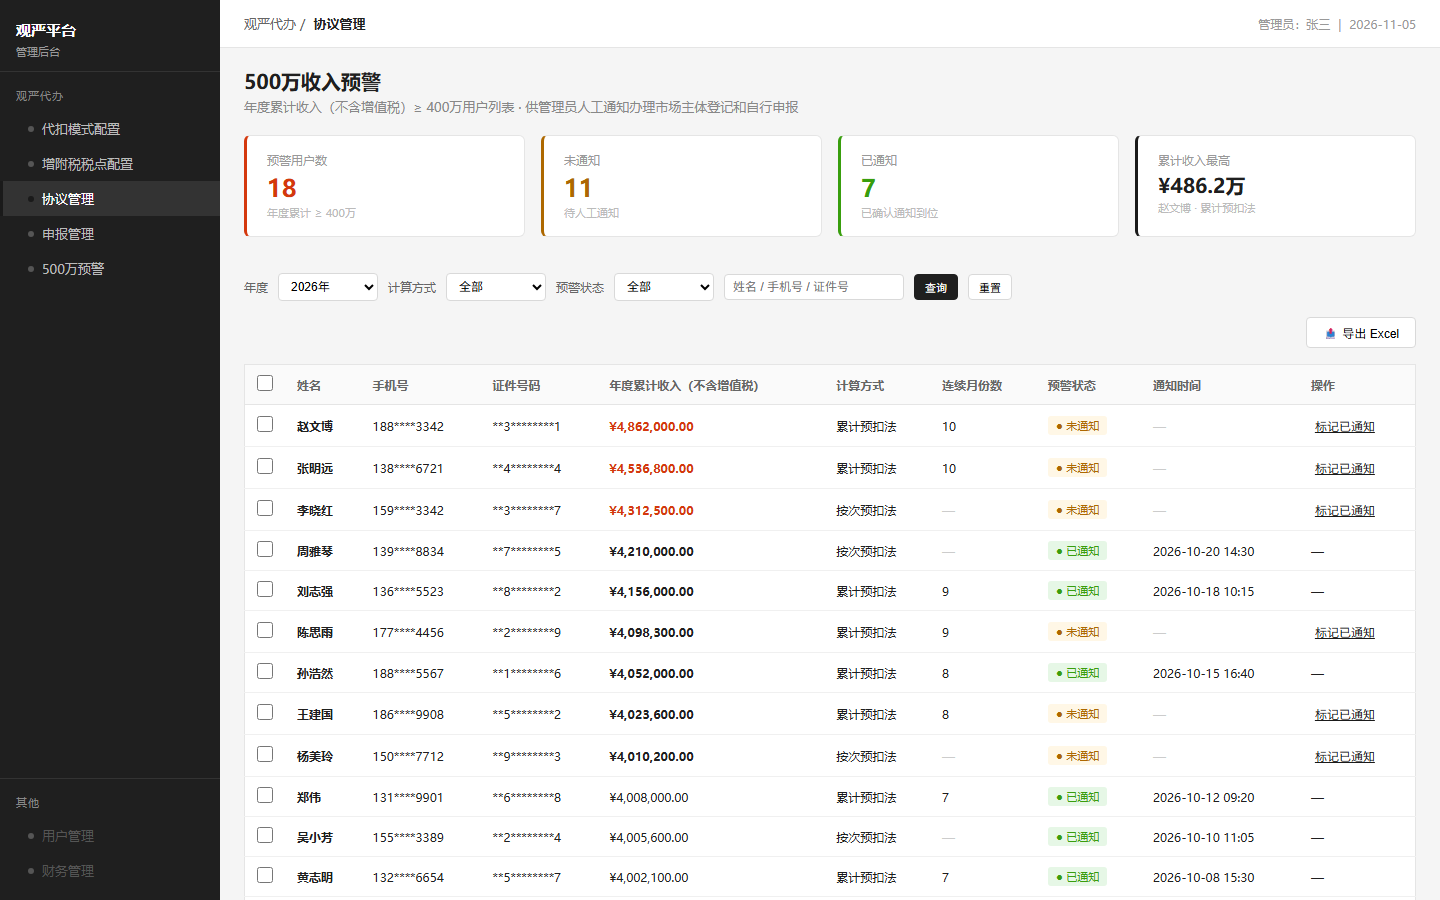 观严平台
管理后台
观严代办
代扣模式配置
增附税税点配置
协议管理
申报管理
500万预警
其他
用户管理
财务管理
观严代办 / 协议管理
管理员：张三 | 2026-11-05
500万收入预警
年度累计收入（不含增值税）≥ 400万用户列表 · 供管理员人工通知办理市场主体登记和自行申报
预警用户数
18
年度累计 ≥ 400万
未通知
11
待人工通知
已通知
7
已确认通知到位
累计收入最高
¥486.2万
赵文博 · 累计预扣法
年度 2026年 计算方式 全部 预警状态 全部 姓名 / 手机号 / 证件号 查询 重置
导出 Excel
姓名 手机号 证件号码 年度累计收入（不含增值税） 计算方式 连续月份数 预警状态 通知时间 操作
赵文博 188****3342 **3********1 ¥4,862,000.00 累计预扣法 10 未通知 — 标记已通知
张明远 138****6721 **4********4 ¥4,536,800.00 累计预扣法 10 未通知 — 标记已通知
李晓红 159****3342 **3********7 ¥4,312,500.00 按次预扣法 — 未通知 — 标记已通知
周雅琴 139****8834 **7********5 ¥4,210,000.00 按次预扣法 — 已通知 2026-10-20 14:30 —
刘志强 136****5523 **8********2 ¥4,156,000.00 累计预扣法 9 已通知 2026-10-18 10:15 —
陈思雨 177****4456 **2********9 ¥4,098,300.00 累计预扣法 9 未通知 — 标记已通知
孙浩然 188****5567 **1********6 ¥4,052,000.00 累计预扣法 8 已通知 2026-10-15 16:40 —
王建国 186****9908 **5********2 ¥4,023,600.00 累计预扣法 8 未通知 — 标记已通知
杨美玲 150****7712 **9********3 ¥4,010,200.00 按次预扣法 — 未通知 — 标记已通知
郑伟 131****9901 **6********8 ¥4,008,000.00 累计预扣法 7 已通知 2026-10-12 09:20 —
吴小芳 155****3389 **2********4 ¥4,005,600.00 按次预扣法 — 已通知 2026-10-10 11:05 —
黄志明 132****6654 **5********7 ¥4,002,100.00 累计预扣法 7 已通知 2026-10-08 15:30 —